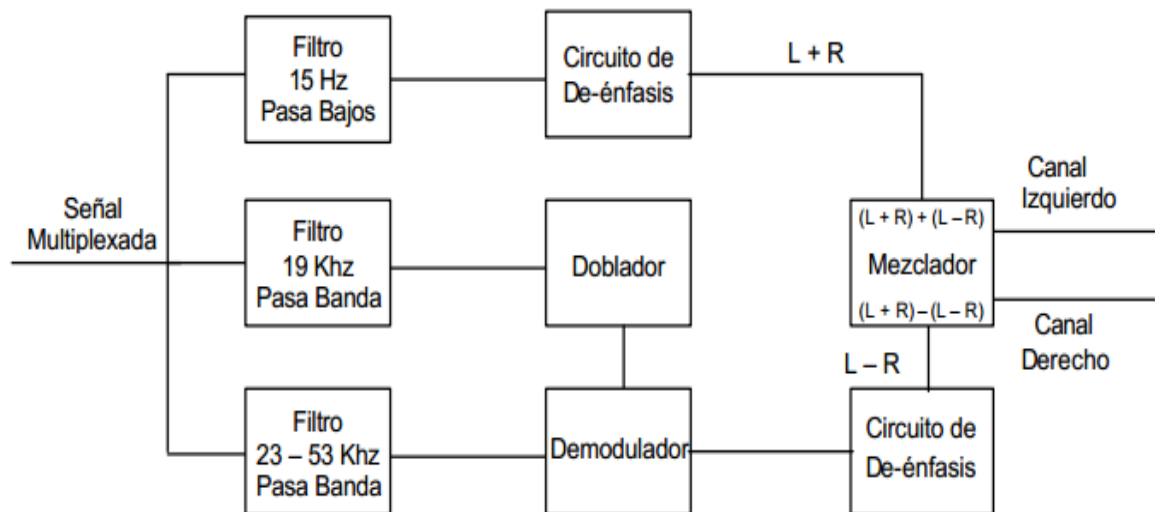 Filtro
15 Hz
Pasa Bajos
Circuito de
De-énfasis
L + R
Señal
Multiplexada
Filtro
19 Khz
Pasa Banda
Doblador
(L + R) + (L – R)
Mezclador
(L + R) – (L – R)
Canal
Izquierdo
Canal
Derecho
L – R
Filtro
23 – 53 Khz
Pasa Banda
Demodulador
Circuito de
De-énfasis